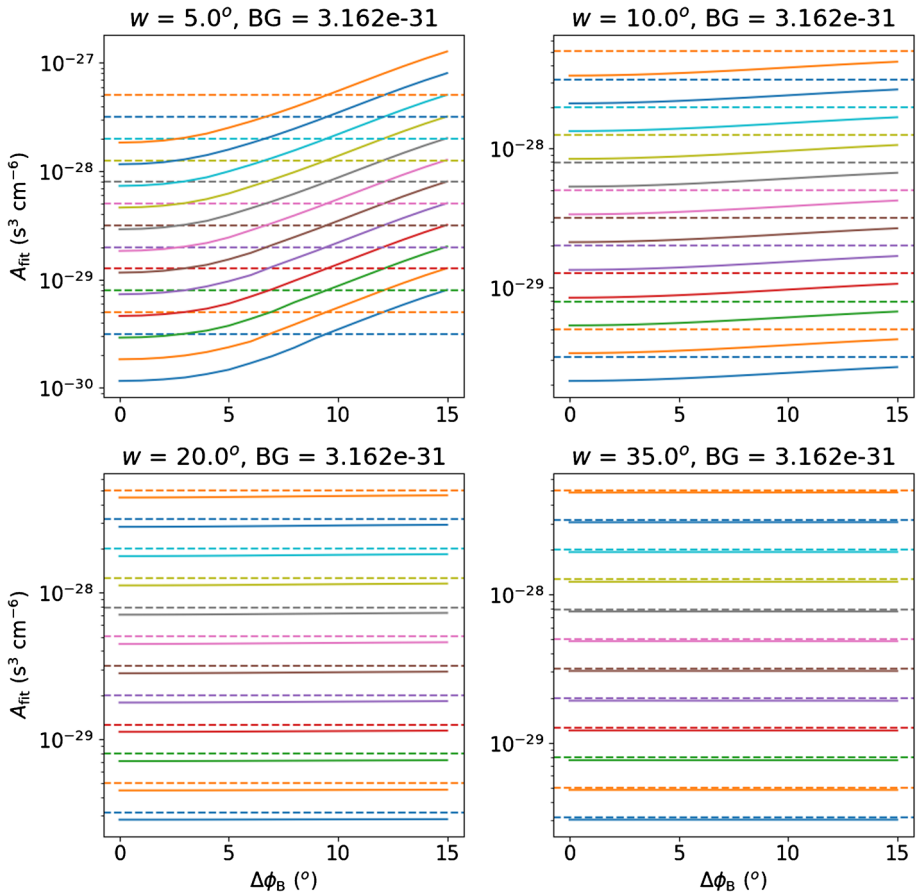 w = 5.0°, BG = 3.162e-31
w = 10.0°, BG = 3.162e-31
A_fit (s³ cm⁻⁶)
10⁻²⁷
10⁻²⁸
10⁻²⁹
10⁻³⁰
0 5 10 15
10⁻²⁸
10⁻²⁹
0 5 10 15
w = 20.0°, BG = 3.162e-31
w = 35.0°, BG = 3.162e-31
A_fit (s³ cm⁻⁶)
10⁻²⁸
10⁻²⁹
0 5 10 15
Δϕ_B (°)
10⁻²⁸
10⁻²⁹
0 5 10 15
Δϕ_B (°)